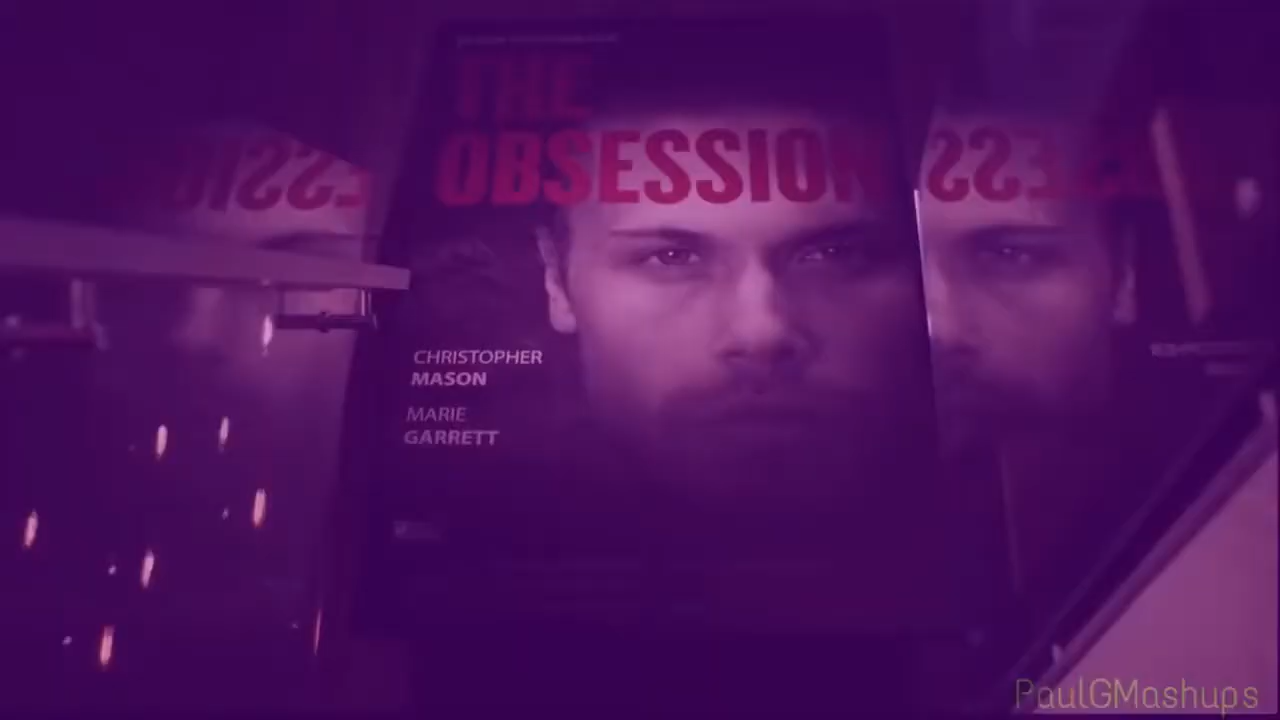 THE
OBSESSION
CHRISTOPHER
MASON
MARIE
GARRETT
PaulGMashups